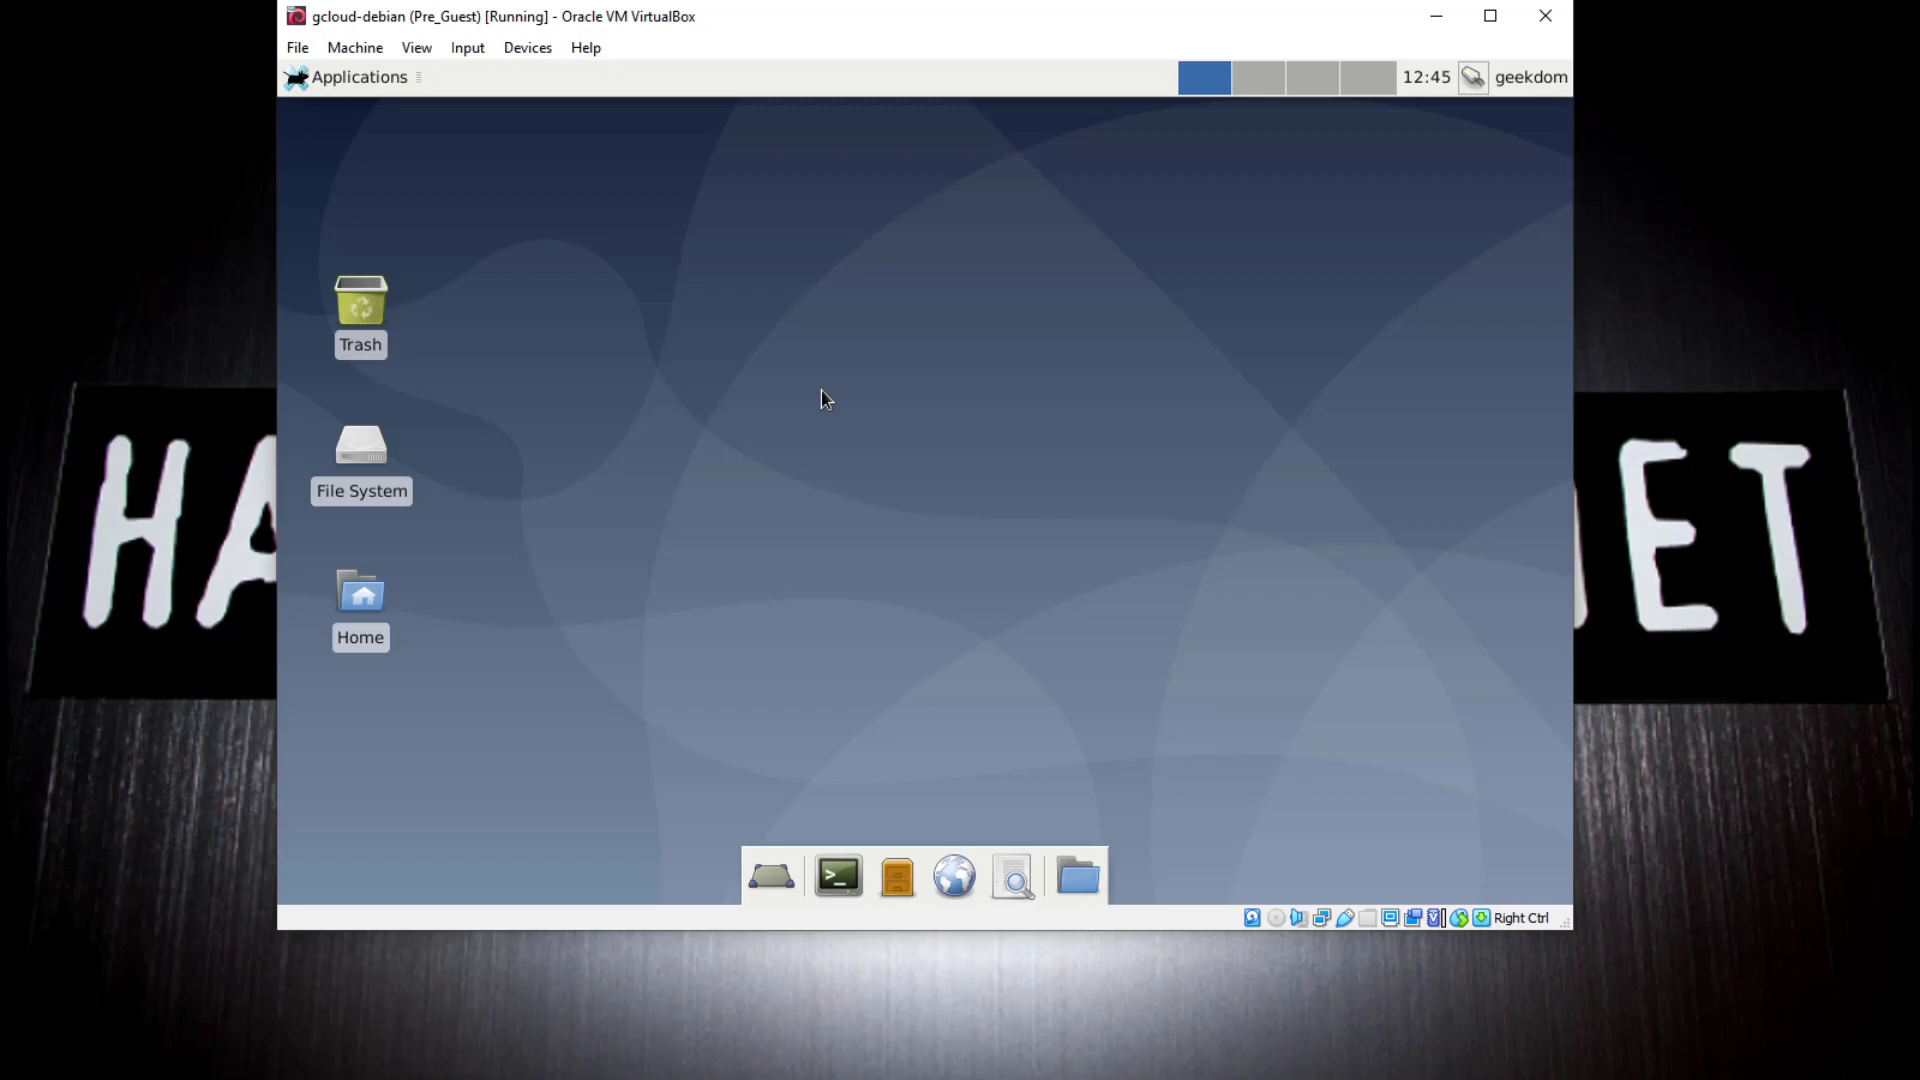 gcloud-debian (Pre_Guest) [Running] - Oracle VM VirtualBox
File Machine View Input Devices Help
Applications 12:45 geekdom
Trash
File System
HA
ET
Home
>_
Right Ctrl